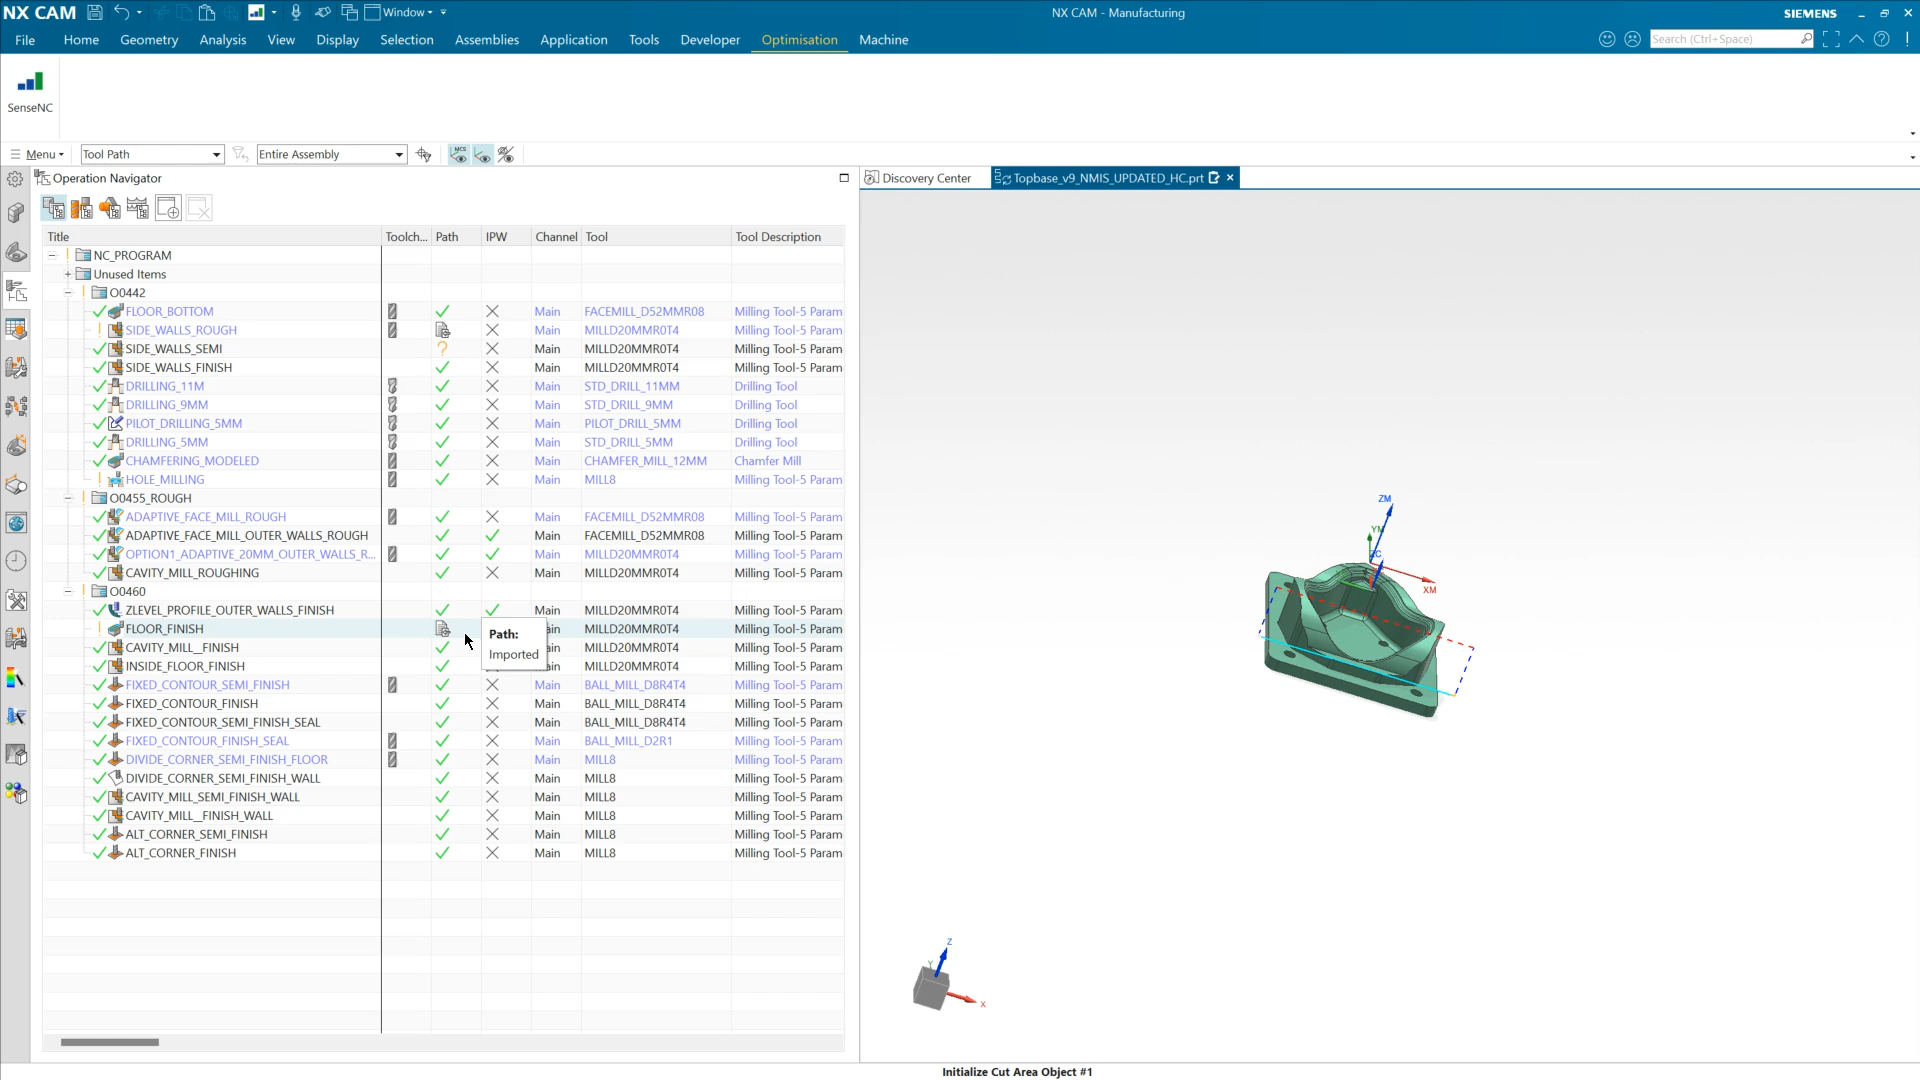 NX CAM Window NX CAM - Manufacturing SIEMENS
File Home Geometry Analysis View Display Selection Assemblies Application Tools Developer Optimisation Machine Search (Ctrl+Space)
SenseNC
Menu Tool Path Entire Assembly MCS
Operation Navigator
Discovery Center Topbase_v9_NMIS_UPDATED_HC.prt
Title Toolch... Path IPW Channel Tool Tool Description
NC_PROGRAM
Unused Items
O0442
FLOOR_BOTTOM Main FACEMILL_D52MMR08 Milling Tool-5 Param
SIDE_WALLS_ROUGH Main MILLD20MMR0T4 Milling Tool-5 Param
SIDE_WALLS_SEMI ? Main MILLD20MMR0T4 Milling Tool-5 Param
SIDE_WALLS_FINISH Main MILLD20MMR0T4 Milling Tool-5 Param
DRILLING_11M Main STD_DRILL_11MM Drilling Tool
DRILLING_9MM Main STD_DRILL_9MM Drilling Tool
PILOT_DRILLING_5MM Main PILOT_DRILL_5MM Drilling Tool
DRILLING_5MM Main STD_DRILL_5MM Drilling Tool
CHAMFERING_MODELED Main CHAMFER_MILL_12MM Chamfer Mill
HOLE_MILLING Main MILL8 Milling Tool-5 Param
O0455_ROUGH
ADAPTIVE_FACE_MILL_ROUGH Main FACEMILL_D52MMR08 Milling Tool-5 Param
ADAPTIVE_FACE_MILL_OUTER_WALLS_ROUGH Main FACEMILL_D52MMR08 Milling Tool-5 Param
OPTION1_ADAPTIVE_20MM_OUTER_WALLS_R... Main MILLD20MMR0T4 Milling Tool-5 Param
CAVITY_MILL_ROUGHING Main MILLD20MMR0T4 Milling Tool-5 Param
O0460
ZLEVEL_PROFILE_OUTER_WALLS_FINISH Main MILLD20MMR0T4 Milling Tool-5 Param
FLOOR_FINISH ain MILLD20MMR0T4 Milling Tool-5 Param
Path:
Imported
CAVITY_MILL__FINISH ain MILLD20MMR0T4 Milling Tool-5 Param
INSIDE_FLOOR_FINISH Main MILLD20MMR0T4 Milling Tool-5 Param
FIXED_CONTOUR_SEMI_FINISH Main BALL_MILL_D8R4T4 Milling Tool-5 Param
FIXED_CONTOUR_FINISH Main BALL_MILL_D8R4T4 Milling Tool-5 Param
FIXED_CONTOUR_SEMI_FINISH_SEAL Main BALL_MILL_D8R4T4 Milling Tool-5 Param
FIXED_CONTOUR_FINISH_SEAL Main BALL_MILL_D2R1 Milling Tool-5 Param
DIVIDE_CORNER_SEMI_FINISH_FLOOR Main MILL8 Milling Tool-5 Param
DIVIDE_CORNER_SEMI_FINISH_WALL Main MILL8 Milling Tool-5 Param
CAVITY_MILL_SEMI_FINISH_WALL Main MILL8 Milling Tool-5 Param
CAVITY_MILL__FINISH_WALL Main MILL8 Milling Tool-5 Param
ALT_CORNER_SEMI_FINISH Main MILL8 Milling Tool-5 Param
ALT_CORNER_FINISH Main MILL8 Milling Tool-5 Param
ZM
YM
XM
Z
Y
X
Initialize Cut Area Object #1